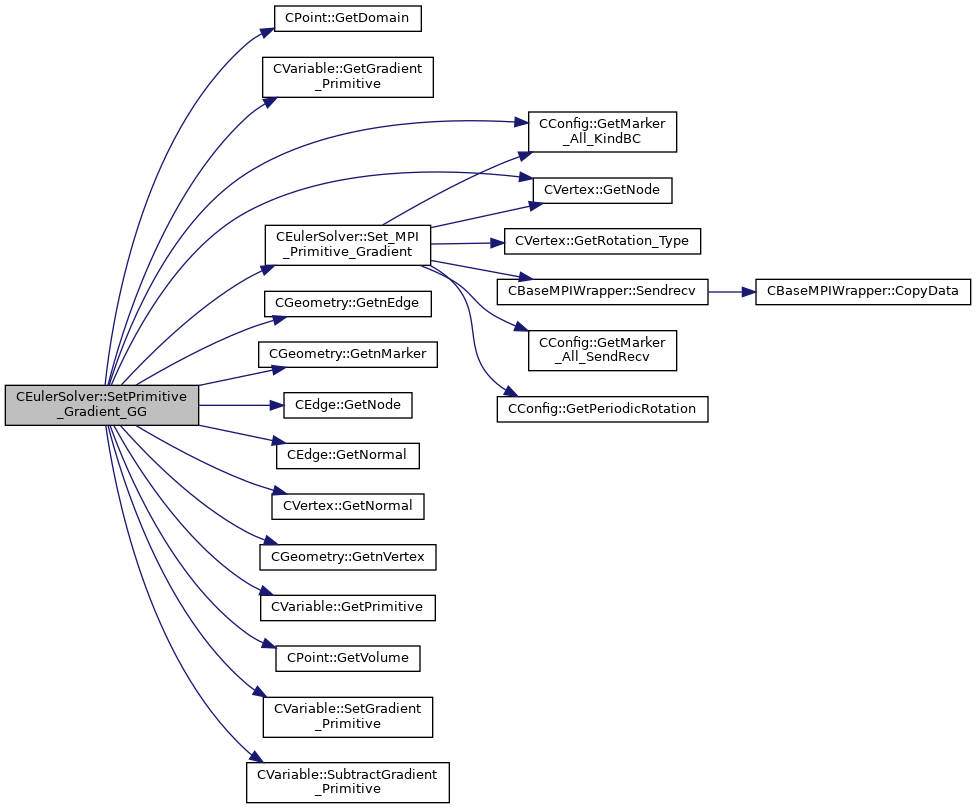 CPoint::GetDomain
CVariable::GetGradient
_Primitive
CConfig::GetMarker
_All_KindBC
CVertex::GetNode
CEulerSolver::Set_MPI
_Primitive_Gradient
CVertex::GetRotation_Type
CBaseMPIWrapper::Sendrecv
CBaseMPIWrapper::CopyData
CGeometry::GetnEdge
CConfig::GetMarker
_All_SendRecv
CGeometry::GetnMarker
CEulerSolver::SetPrimitive
_Gradient_GG
CEdge::GetNode
CConfig::GetPeriodicRotation
CEdge::GetNormal
CVertex::GetNormal
CGeometry::GetnVertex
CVariable::GetPrimitive
CPoint::GetVolume
CVariable::SetGradient
_Primitive
CVariable::SubtractGradient
_Primitive